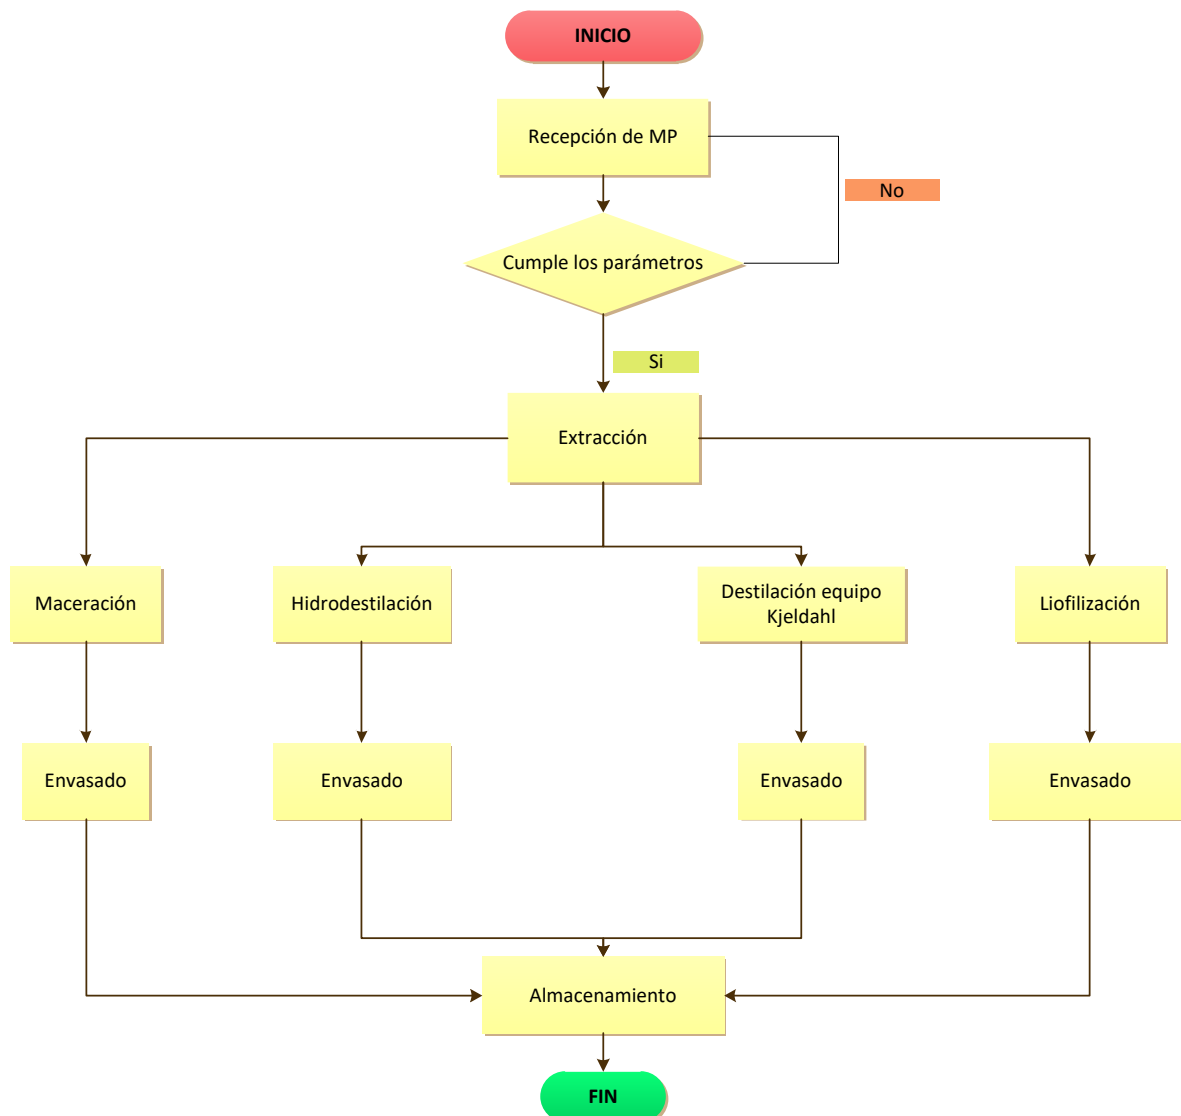 INICIO
Recepción de MP
No
Cumple los parámetros
Si
Extracción
Maceración
Hidrodestilación
Destilación equipo
Kjeldahl
Liofilización
Envasado
Envasado
Envasado
Envasado
Almacenamiento
FIN